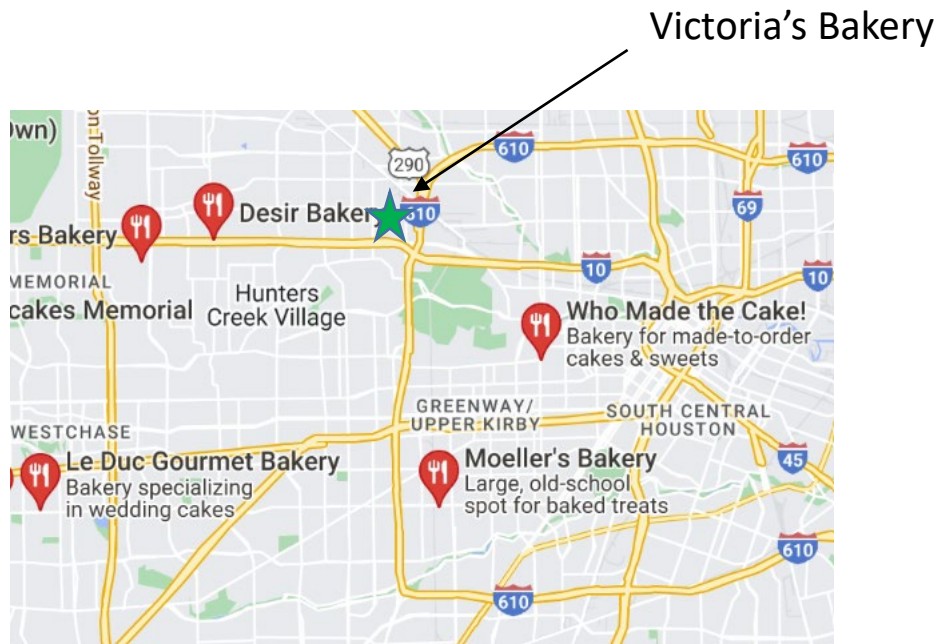 Victoria’s Bakery
own)
on Tollway
290
610
610
69
610
Desir Bakery
rs Bakery
10
10
MEMORIAL
cakes Memorial
Hunters
Creek Village
Who Made the Cake!
Bakery for made-to-order
cakes & sweets
GREENWAY/
UPPER KIRBY
SOUTH CENTRAL
HOUSTON
WESTCHASE
Le Duc Gourmet Bakery
Bakery specializing
in wedding cakes
Moeller's Bakery
Large, old-school
spot for baked treats
45
610
610